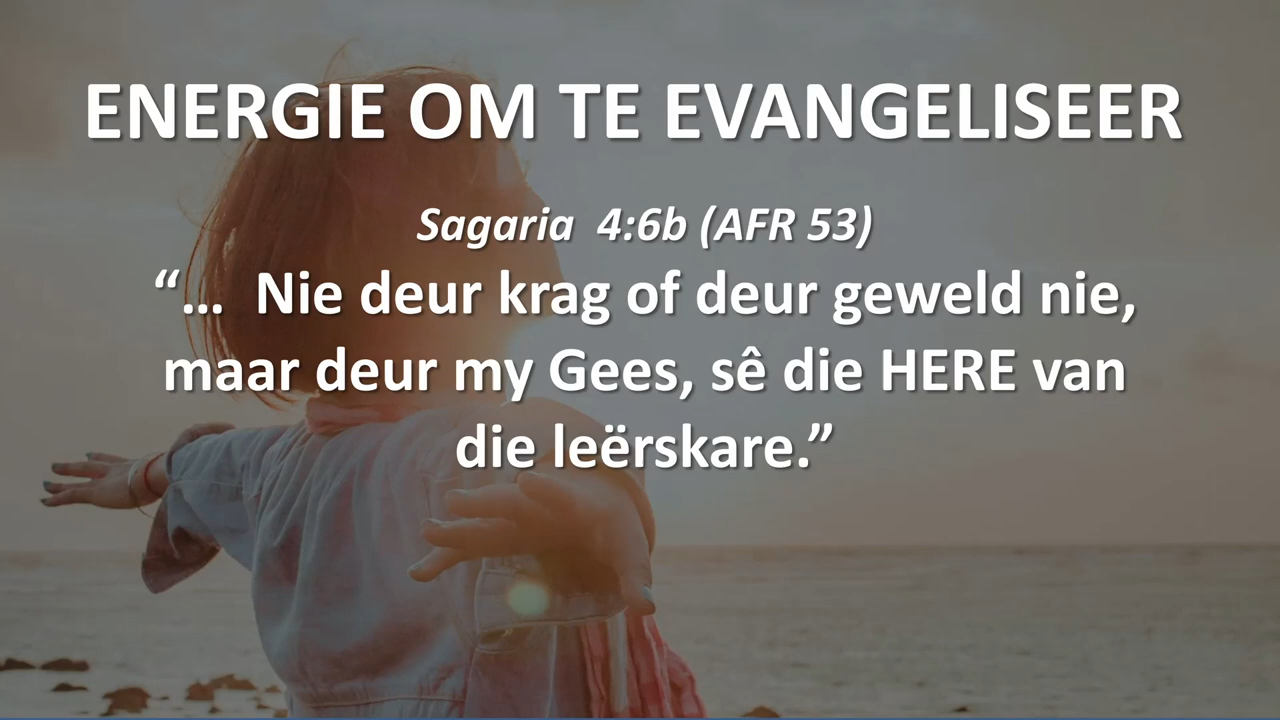 ENERGIE OM TE EVANGELISEER
Sagaria 4:6b (AFR 53)
“… Nie deur krag of deur geweld nie,
maar deur my Gees, sê die HERE van
die leërskare.”